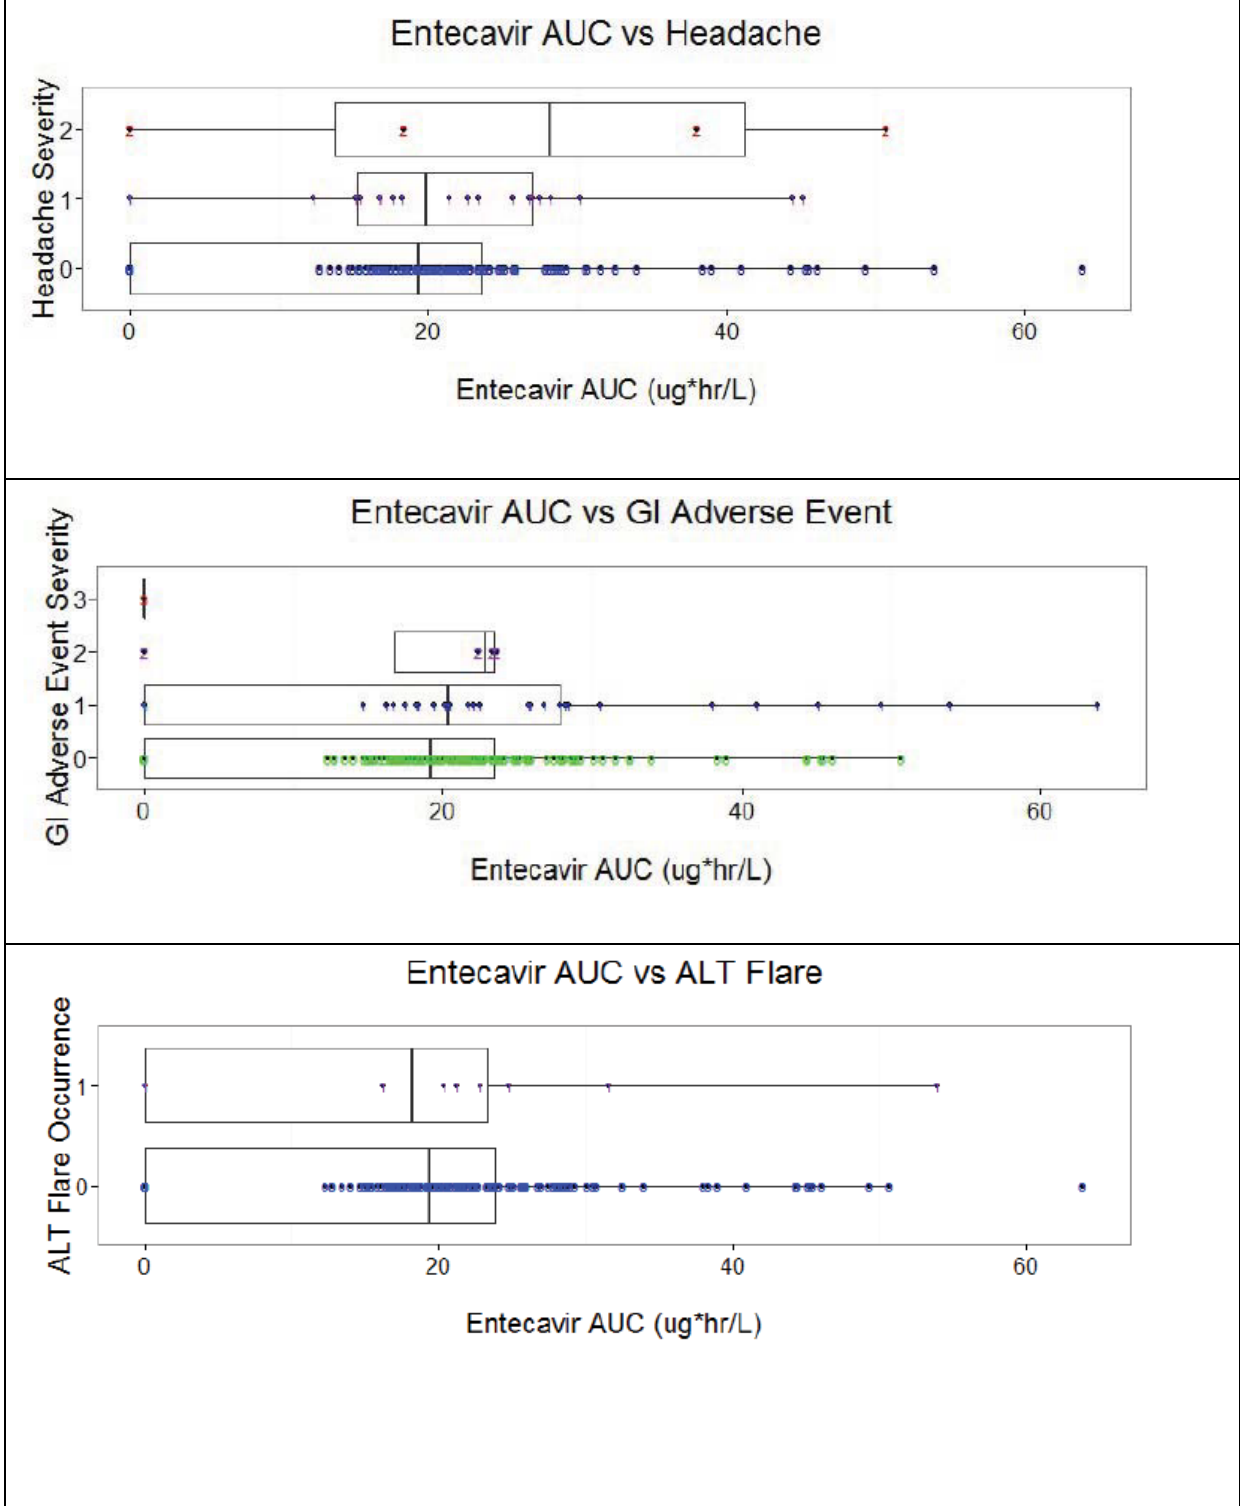 Entecavir AUC vs Headache
Headache Severity
2
1
0
0 20 40 60
Entecavir AUC (ug*hr/L)
Entecavir AUC vs GI Adverse Event
GI Adverse Event Severity
3
2
1
0
0 20 40 60
Entecavir AUC (ug*hr/L)
Entecavir AUC vs ALT Flare
ALT Flare Occurrence
1
0
0 20 40 60
Entecavir AUC (ug*hr/L)